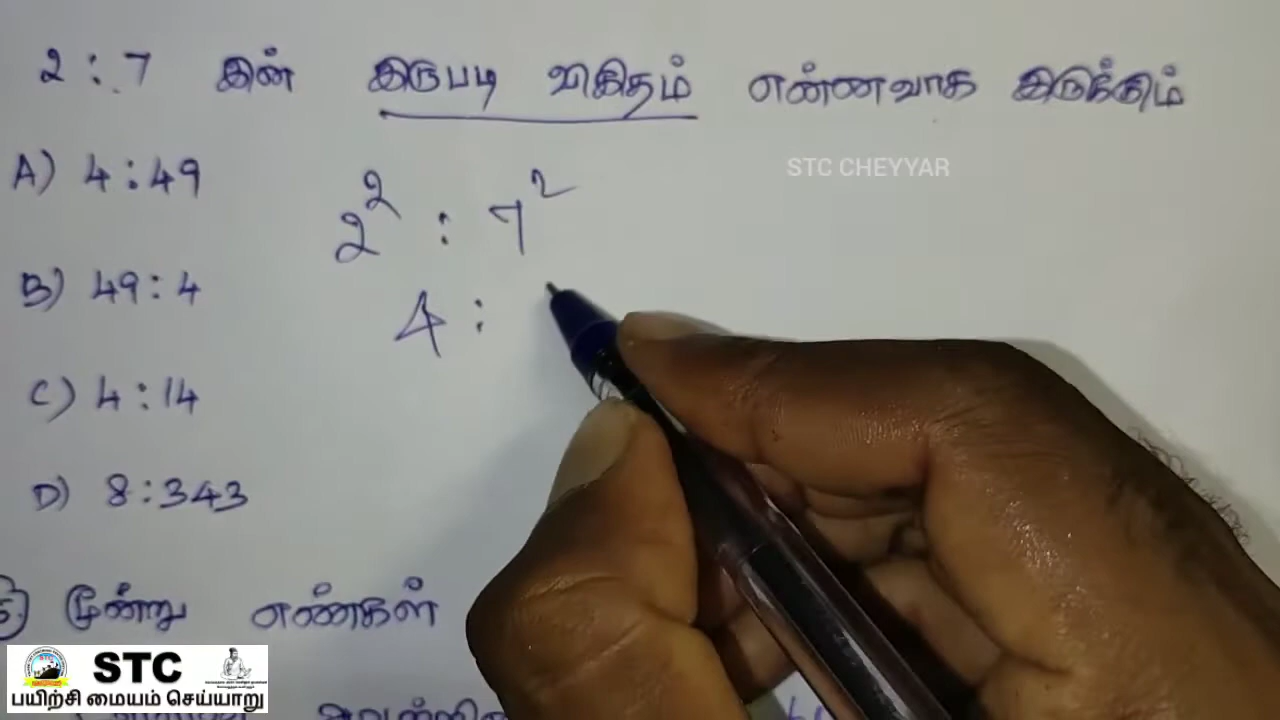 2 : 7 இன் இருபடி விகிதம் என்னவாக இருக்கும்
A) 4:49
2² : 7²
STC CHEYYAR
B) 49:4
4 :
C) 4:14
D) 8:343
மூன்று எண்கள்
STC
பயிற்சி மையம் செய்யாறு